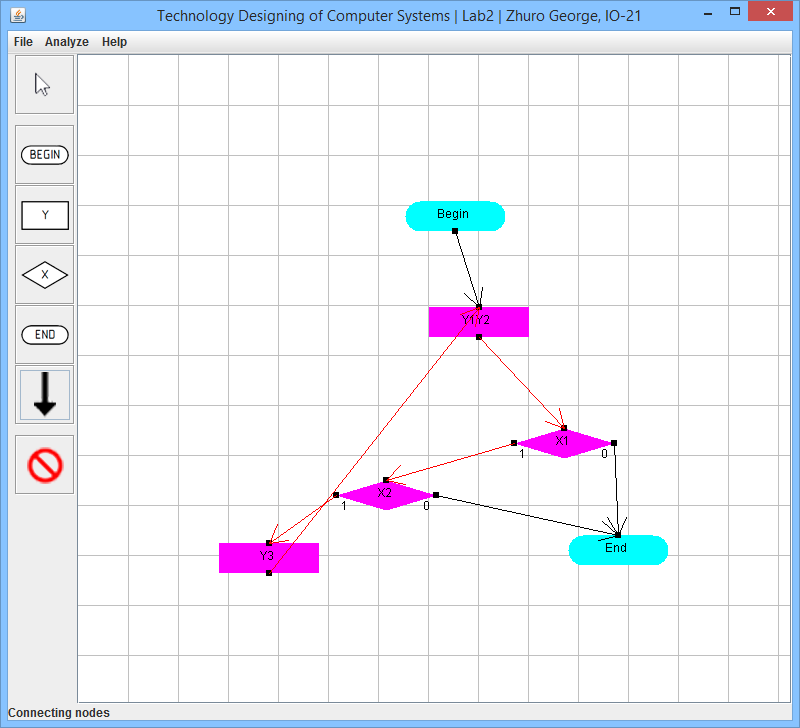 Technology Designing of Computer Systems | Lab2 | Zhuro George, IO-21
File Analyze Help
BEGIN
Y
X
END
Begin
Y1Y2
X1
1 0
X2
1 0
Y3
End
Connecting nodes